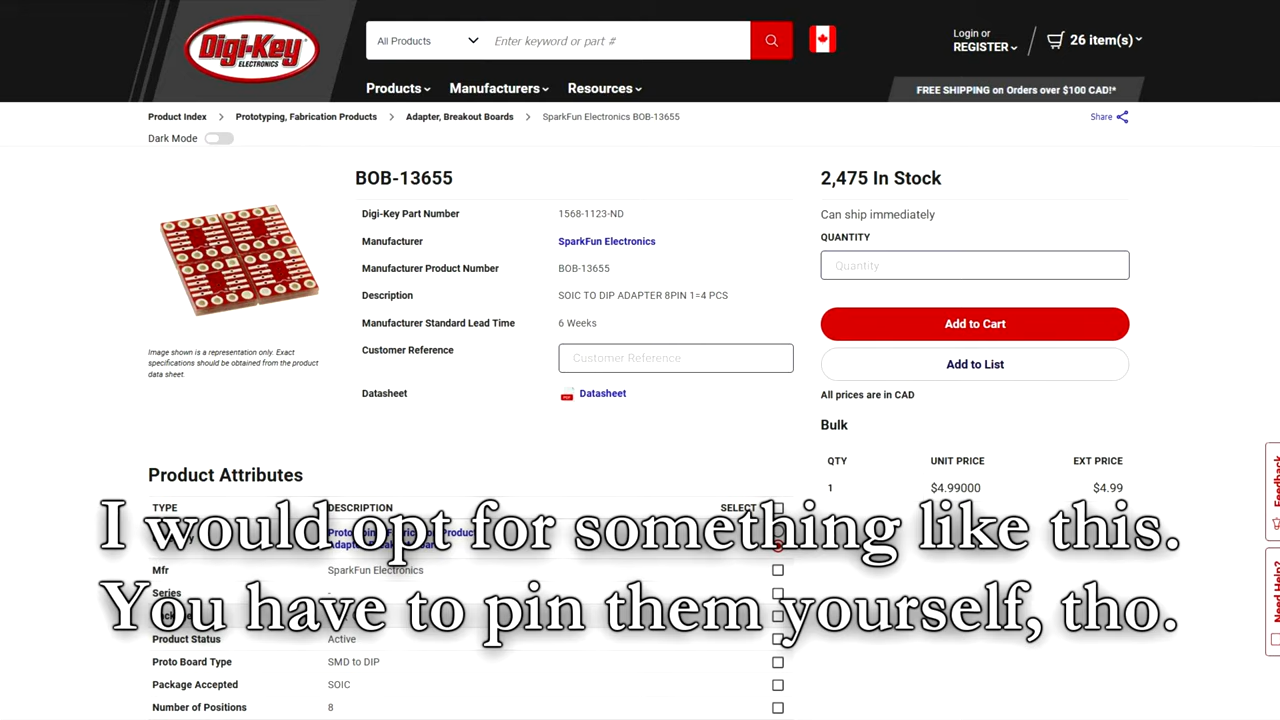 Digi-Key
ELECTRONICS
All Products
Enter keyword or part #
Login or
REGISTER
26 item(s)
Products
Manufacturers
Resources
FREE SHIPPING on Orders over $100 CAD!*
Product Index > Prototyping, Fabrication Products > Adapter, Breakout Boards > SparkFun Electronics BOB-13655
Share
Dark Mode
BOB-13655
Digi-Key Part Number 1568-1123-ND
Manufacturer SparkFun Electronics
Manufacturer Product Number BOB-13655
Description SOIC TO DIP ADAPTER 8PIN 1=4 PCS
Manufacturer Standard Lead Time 6 Weeks
Customer Reference Customer Reference
Datasheet Datasheet
Image shown is a representation only. Exact
specifications should be obtained from the product
data sheet.
2,475 In Stock
Can ship immediately
QUANTITY
Quantity
Add to Cart
Add to List
All prices are in CAD
Bulk
QTY UNIT PRICE EXT PRICE
1 $4.99000 $4.99
Feedback
Need Help?
Product Attributes
TYPE DESCRIPTION SELECT
I would opt for something like this.
Mfr SparkFun Electronics
Series -
You have to pin them yourself, tho.
Product Status Active
Proto Board Type SMD to DIP
Package Accepted SOIC
Number of Positions 8